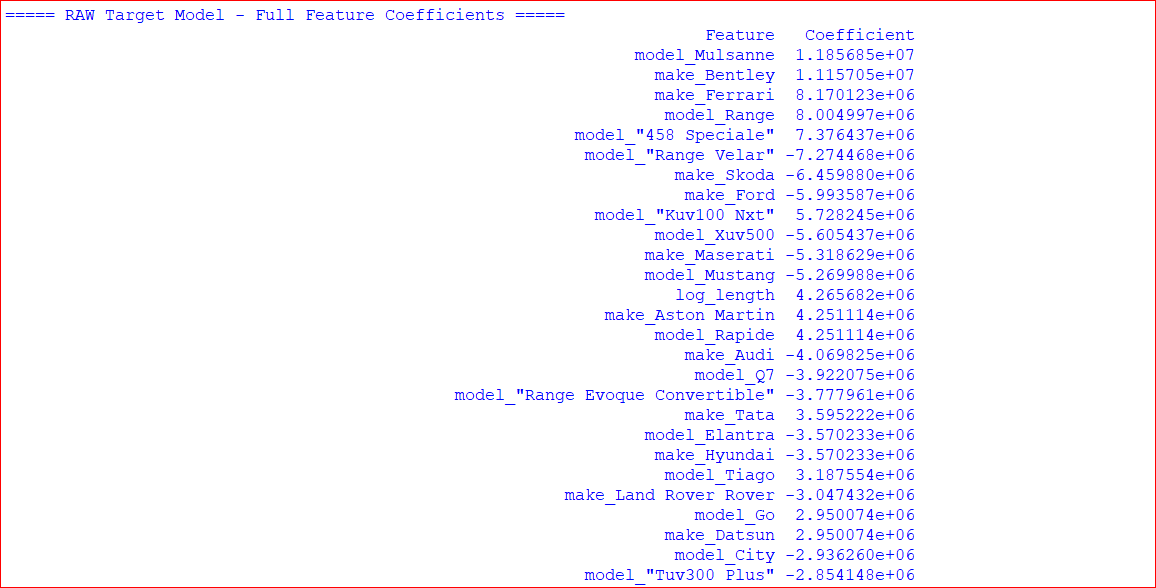 ===== RAW Target Model - Full Feature Coefficients =====
Feature Coefficient
model_Mulsanne 1.185685e+07
make_Bentley 1.115705e+07
make_Ferrari 8.170123e+06
model_Range 8.004997e+06
model_"458 Speciale" 7.376437e+06
model_"Range Velar" -7.274468e+06
make_Skoda -6.459880e+06
make_Ford -5.993587e+06
model_"Kuv100 Nxt" 5.728245e+06
model_Xuv500 -5.605437e+06
make_Maserati -5.318629e+06
model_Mustang -5.269988e+06
log_length 4.265682e+06
make_Aston Martin 4.251114e+06
model_Rapide 4.251114e+06
make_Audi -4.069825e+06
model_Q7 -3.922075e+06
model_"Range Evoque Convertible" -3.777961e+06
make_Tata 3.595222e+06
model_Elantra -3.570233e+06
make_Hyundai -3.570233e+06
model_Tiago 3.187554e+06
make_Land Rover Rover -3.047432e+06
model_Go 2.950074e+06
make_Datsun 2.950074e+06
model_City -2.936260e+06
model_"Tuv300 Plus" -2.854148e+06